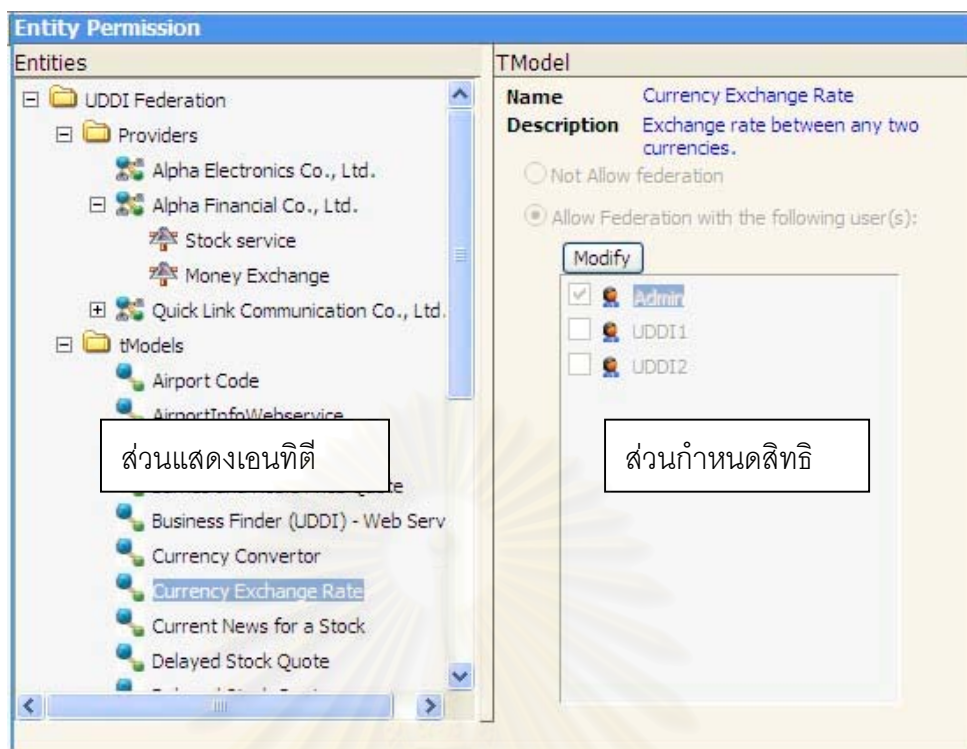 Entity Permission
Entities
UDDI Federation
Providers
Alpha Electronics Co., Ltd.
Alpha Financial Co., Ltd.
Stock service
Money Exchange
Quick Link Communication Co., Ltd.
tModels
Airport Code
AirportInfoWebservice
ส่วนแสดงเอนทิตี
Business Finder (UDDI) - Web Serv
Currency Convertor
Currency Exchange Rate
Current News for a Stock
Delayed Stock Quote
TModel
Name Currency Exchange Rate
Description Exchange rate between any two
currencies.
Not Allow federation
Allow Federation with the following user(s):
Modify
Admin
UDDI1
UDDI2
ส่วนกำหนดสิทธิ